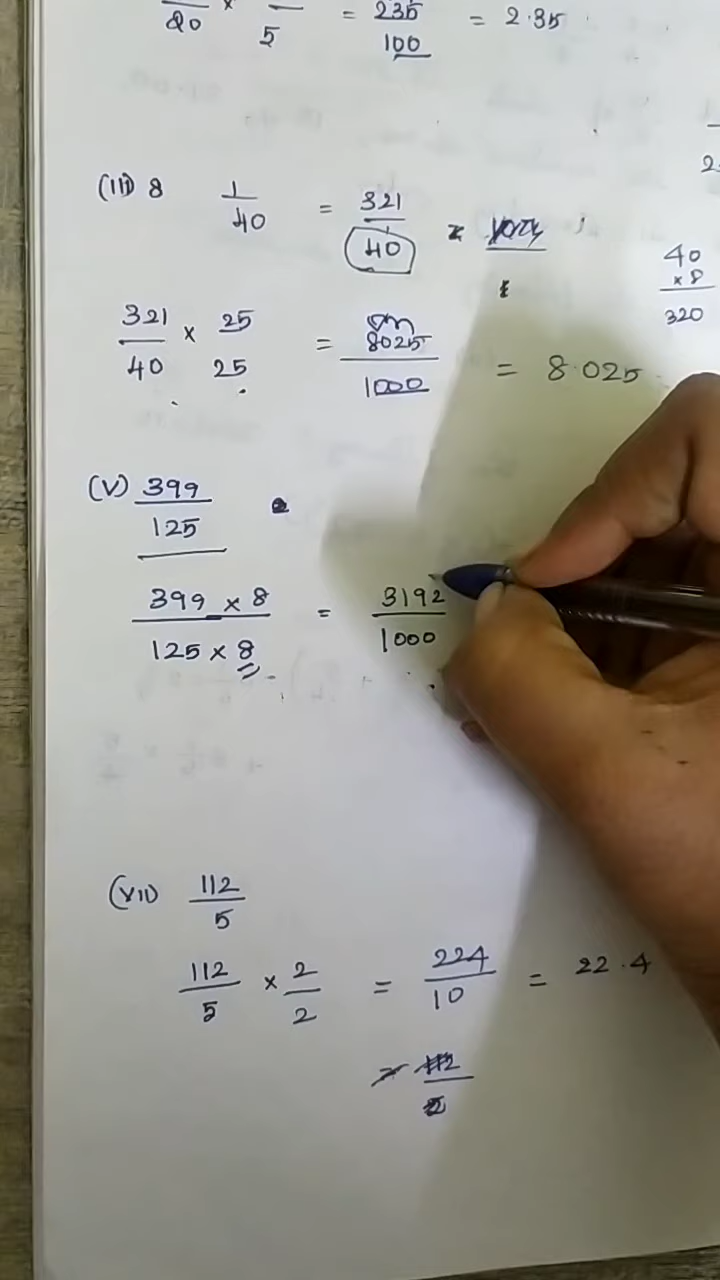 20 × 5 = 235/100 = 2.35
2.
(III) 8 1/40 = 321/40
40 × 8 320
321/40 × 25/25 = 8025/1000 = 8.025
(V) 399/125
399 × 8/125 × 8 = 3192/1000
(VII) 112/5
112/5 × 2/2 = 224/10 = 22.4